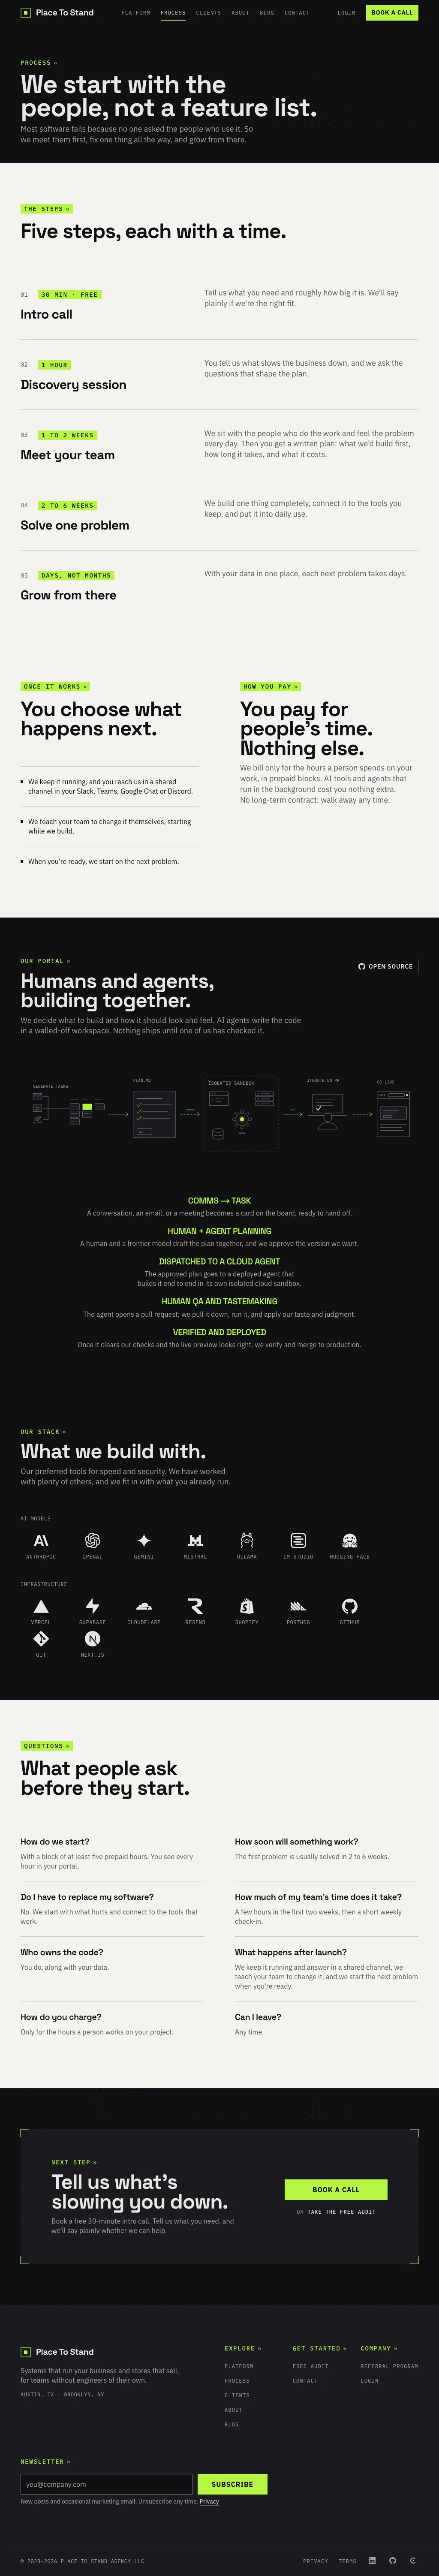 Place To Stand
PLATFORM PROCESS CLIENTS ABOUT BLOG CONTACT LOGIN BOOK A CALL
PROCESS »
We start with the
people, not a feature list.
Most software fails because no one asked the people who use it. So
we meet them first, fix one thing all the way, and grow from there.
THE STEPS »
Five steps, each with a time.
01 30 MIN · FREE
Intro call
Tell us what you need and roughly how big it is. We'll say
plainly if we're the right fit.
02 1 HOUR
Discovery session
You tell us what slows the business down, and we ask the
questions that shape the plan.
03 1 TO 2 WEEKS
Meet your team
We sit with the people who do the work and feel the problem
every day. Then you get a written plan: what we'd build first,
how long it takes, and what it costs.
04 2 TO 6 WEEKS
Solve one problem
We build one thing completely, connect it to the tools you
keep, and put it into daily use.
05 DAYS, NOT MONTHS
Grow from there
With your data in one place, each next problem takes days.
ONCE IT WORKS »
You choose what
happens next.
We keep it running, and you reach us in a shared
channel in your Slack, Teams, Google Chat or Discord.
We teach your team to change it themselves, starting
while we build.
When you're ready, we start on the next problem.
HOW YOU PAY »
You pay for
people's time.
Nothing else.
We bill only for the hours a person spends on your
work, in prepaid blocks. AI tools and agents that
run in the background cost you nothing extra.
No long-term contract: walk away any time.
OUR PORTAL »
Humans and agents,
building together.
We decide what to build and how it should look and feel. AI agents write the code
in a walled-off workspace. Nothing ships until one of us has checked it.
OPEN SOURCE
GENERATE TASKS
PLAN.MD
ISOLATED SANDBOX
ITERATE ON PR
GO LIVE
COMMS ⟶ TASK
A conversation, an email, or a meeting becomes a card on the board, ready to hand off.
HUMAN + AGENT PLANNING
A human and a frontier model draft the plan together, and we approve the version we want.
DISPATCHED TO A CLOUD AGENT
The approved plan goes to a deployed agent that
builds it end to end in its own isolated cloud sandbox.
HUMAN QA AND TASTEMAKING
The agent opens a pull request; we pull it down, run it, and apply our taste and judgment.
VERIFIED AND DEPLOYED
Once it clears our checks and the live preview looks right, we verify and merge to production.
OUR STACK »
What we build with.
Our preferred tools for speed and security. We have worked
with plenty of others, and we fit in with what you already run.
AI MODELS
ANTHROPIC OPENAI GEMINI MISTRAL OLLAMA LM STUDIO HUGGING FACE
INFRASTRUCTURE
VERCEL SUPABASE CLOUDFLARE RESEND SHOPIFY POSTHOG GITHUB
GIT NEXT.JS
QUESTIONS »
What people ask
before they start.
How do we start?
With a block of at least five prepaid hours. You see every
hour in your portal.
How soon will something work?
The first problem is usually solved in 2 to 6 weeks.
Do I have to replace my software?
No. We start with what hurts and connect to the tools that
work.
How much of my team's time does it take?
A few hours in the first two weeks, then a short weekly
check-in.
Who owns the code?
You do, along with your data.
What happens after launch?
We keep it running and answer in a shared channel, we
teach your team to change it, and we start the next problem
when you're ready.
How do you charge?
Only for the hours a person works on your project.
Can I leave?
Any time.
NEXT STEP »
Tell us what's
slowing you down.
Book a free 30-minute intro call. Tell us what you need, and
we'll say plainly whether we can help.
BOOK A CALL
OR TAKE THE FREE AUDIT
Place To Stand
Systems that run your business and stores that sell,
for teams without engineers of their own.
AUSTIN, TX · BROOKLYN, NY
EXPLORE »
PLATFORM
PROCESS
CLIENTS
ABOUT
BLOG
GET STARTED »
FREE AUDIT
CONTACT
COMPANY »
REFERRAL PROGRAM
LOGIN
NEWSLETTER »
you@company.com
SUBSCRIBE
New posts and occasional marketing email. Unsubscribe any time. Privacy
© 2023–2026 PLACE TO STAND AGENCY LLC
PRIVACY TERMS